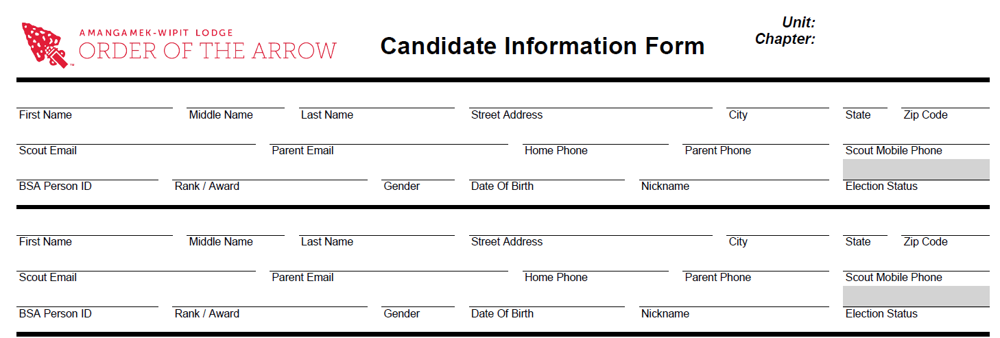 AMANGAMEK-WIPIT LODGE
ORDER OF THE ARROW
™
Candidate Information Form
Unit:
Chapter:
First Name Middle Name Last Name Street Address City State Zip Code
Scout Email Parent Email Home Phone Parent Phone Scout Mobile Phone
BSA Person ID Rank / Award Gender Date Of Birth Nickname Election Status
First Name Middle Name Last Name Street Address City State Zip Code
Scout Email Parent Email Home Phone Parent Phone Scout Mobile Phone
BSA Person ID Rank / Award Gender Date Of Birth Nickname Election Status